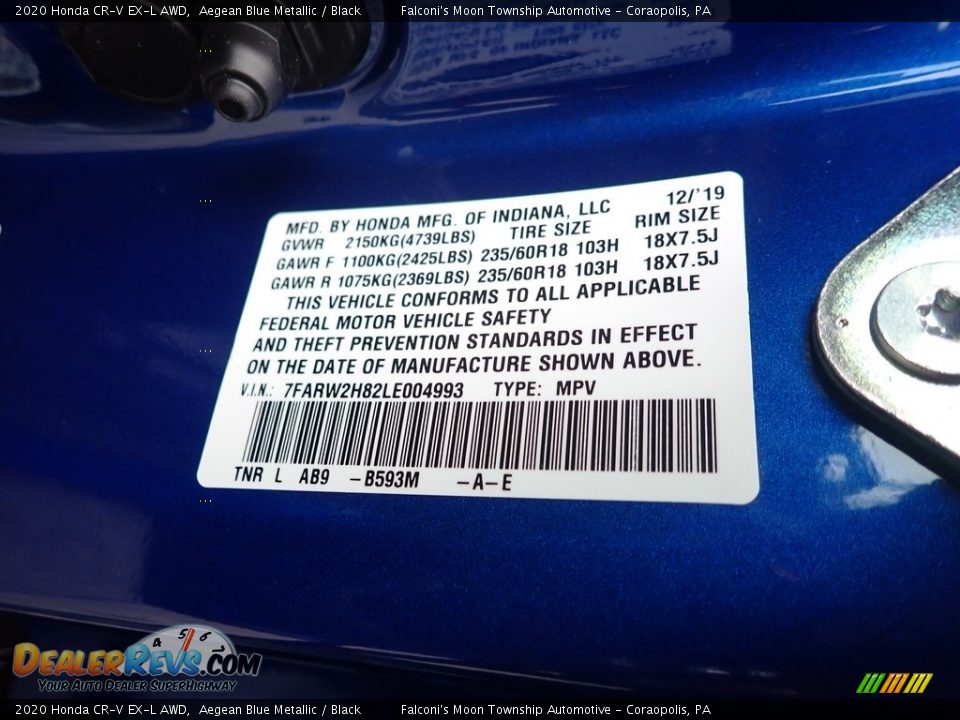 2020 Honda CR-V EX-L AWD, Aegean Blue Metallic / Black Falconi's Moon Township Automotive - Coraopolis, PA
12/'19
MFD. BY HONDA MFG. OF INDIANA, LLC
GVWR 2150KG(4739LBS) TIRE SIZE RIM SIZE
GAWR F 1100KG(2425LBS) 235/60R18 103H 18X7.5J
GAWR R 1075KG(2369LBS) 235/60R18 103H 18X7.5J
THIS VEHICLE CONFORMS TO ALL APPLICABLE
FEDERAL MOTOR VEHICLE SAFETY
AND THEFT PREVENTION STANDARDS IN EFFECT
ON THE DATE OF MANUFACTURE SHOWN ABOVE.
V.I.N.: 7FARW2H82LE004993 TYPE: MPV
TNR L AB9 -B593M -A-E
4 5 6
DEALERREVS.COM
YOUR AUTO DEALER SUPERHIGHWAY
2020 Honda CR-V EX-L AWD, Aegean Blue Metallic / Black Falconi's Moon Township Automotive - Coraopolis, PA